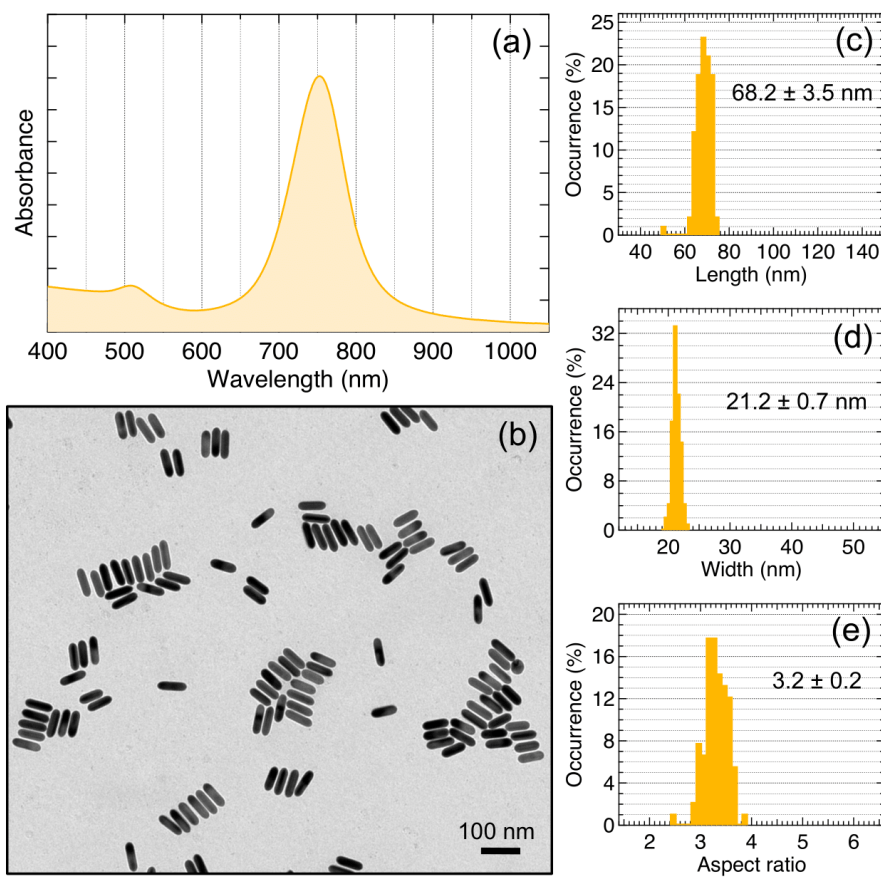 (a)
Absorbance
400 500 600 700 800 900 1000
Wavelength (nm)
(b)
100 nm
(c)
68.2 ± 3.5 nm
Occurrence (%)
25
20
15
10
5
0
40 60 80 100 120 140
Length (nm)
(d)
21.2 ± 0.7 nm
Occurrence (%)
32
24
16
8
0
20 30 40 50
Width (nm)
(e)
3.2 ± 0.2
Occurrence (%)
20
16
12
8
4
0
2 3 4 5 6
Aspect ratio